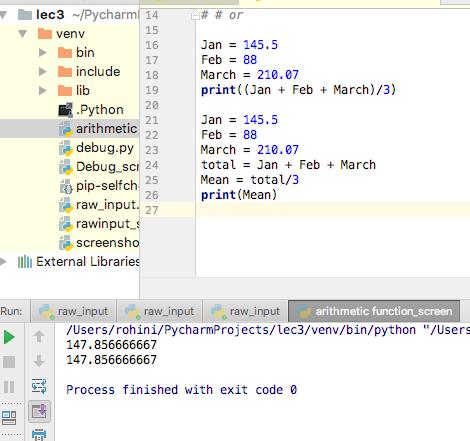 lec3 ~/Pycharm
venv
bin
include
lib
.Python
arithmetic
debug.py
Debug_scr
pip-selfche
raw_input.
rawinput_s
screensho
External Libraries
14 # # or
15
16 Jan = 145.5
17 Feb = 88
18 March = 210.07
19 print((Jan + Feb + March)/3)
20
21 Jan = 145.5
22 Feb = 88
23 March = 210.07
24 total = Jan + Feb + March
25 Mean = total/3
26 print(Mean)
27
Run: raw_input raw_input raw_input arithmetic function_screen
/Users/rohini/PycharmProjects/lec3/venv/bin/python "/Users
147.856666667
147.856666667
Process finished with exit code 0